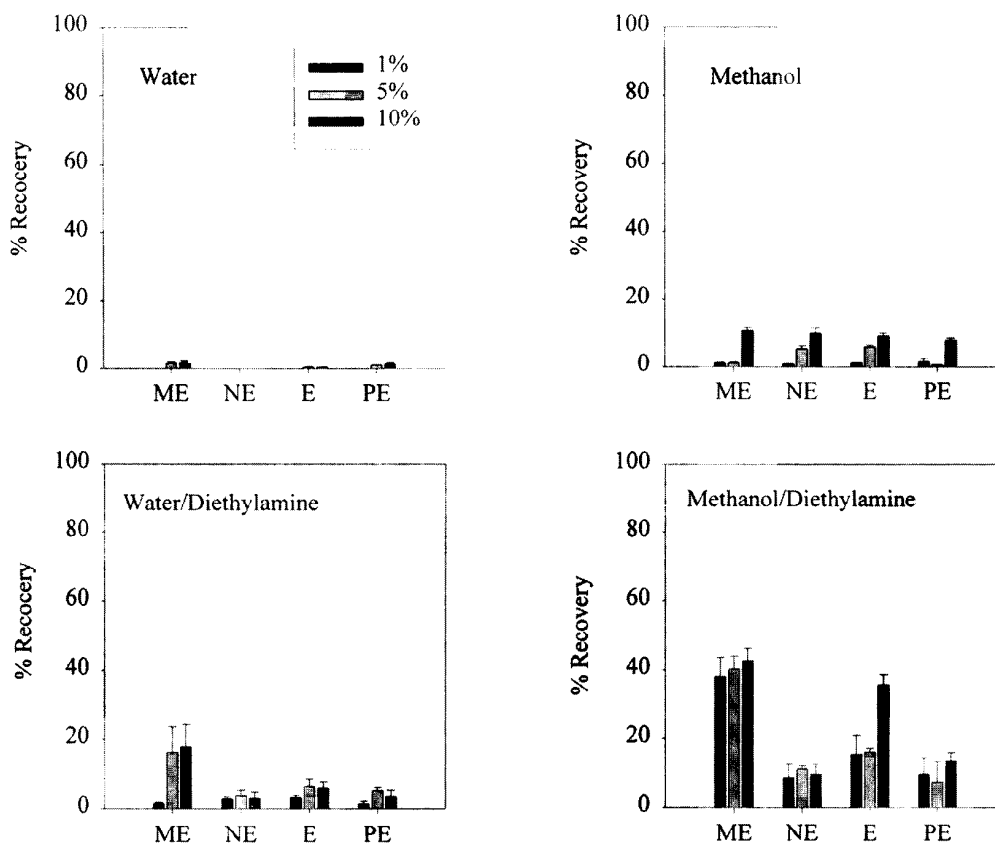 100
80
60
40
20
0
% Recocery
Water
1%
5%
10%
ME NE E PE
100
80
60
40
20
0
% Recovery
Methanol
ME NE E PE
100
80
60
40
20
0
% Recocery
Water/Diethylamine
ME NE E PE
100
80
60
40
20
0
% Recovery
Methanol/Diethylamine
ME NE E PE